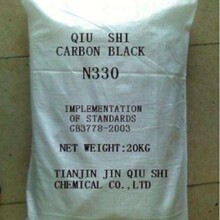 QIU SHI
CARBON BLACK
N330
IMPLEMENTATION
OF STANDARDS
GB3778-2003
NET WEIGHT:20KG
TIANJIN JIN QIU SHI
CHEMICAL CO.,LTD